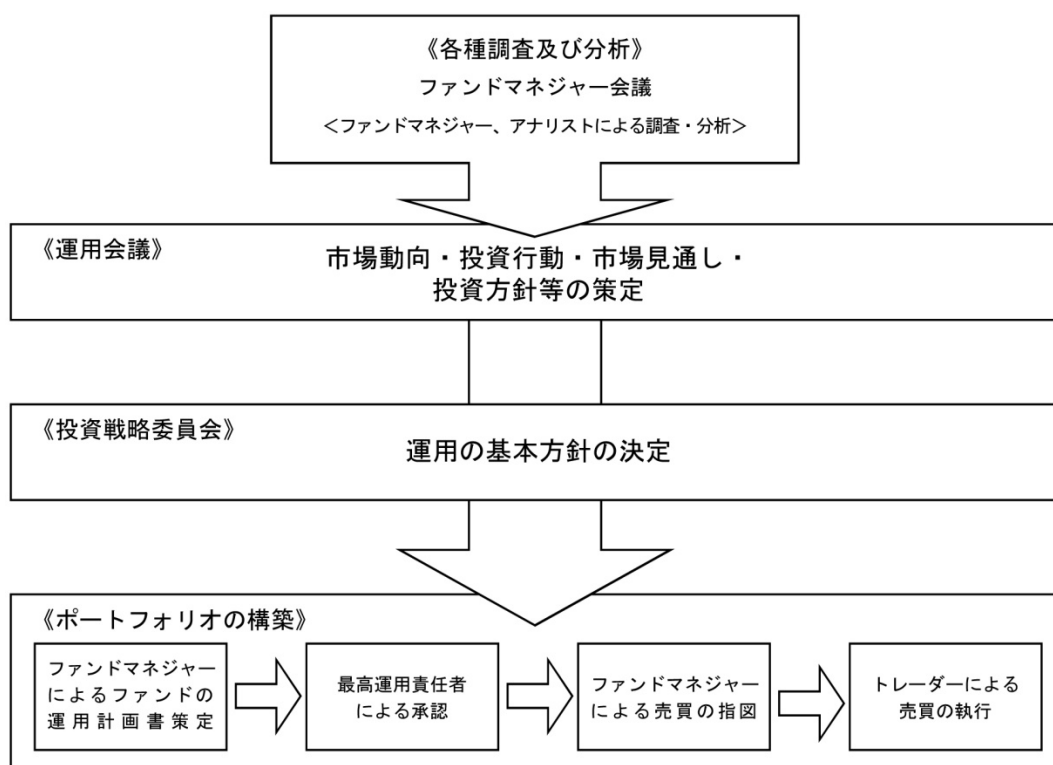 《各種調査及び分析》
ファンドマネジャー会議
＜ファンドマネジャー、アナリストによる調査・分析＞
《運用会議》
市場動向・投資行動・市場見通し・
投資方針等の策定
《投資戦略委員会》
運用の基本方針の決定
《ポートフォリオの構築》
ファンドマネジャー
によるファンドの
運用計画書策定
最高運用責任者
による承認
ファンドマネジャー
による売買の指図
トレーダーによる
売買の執行